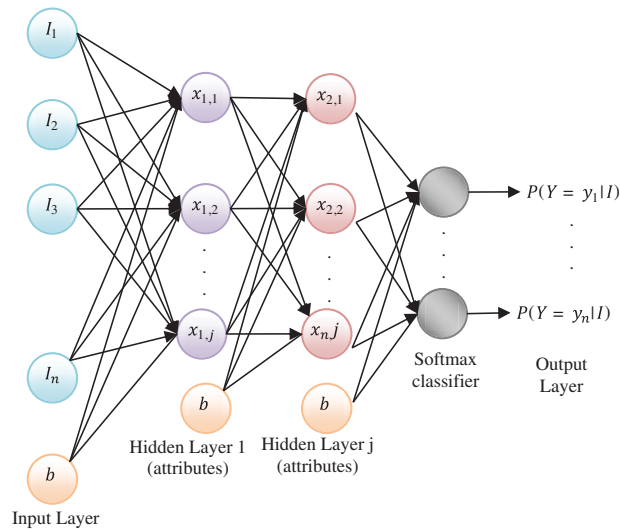 I₁
I₂
I₃
Iₙ
b
Input Layer
x₁,₁
x₁,₂
.
.
.
x₁,ⱼ
b
Hidden Layer 1
(attributes)
x₂,₁
x₂,₂
.
.
.
xₙ,j
b
Hidden Layer j
(attributes)
.
.
.
Softmax
classifier
P(Y = y₁|I)
.
.
.
P(Y = yₙ|I)
Output
Layer